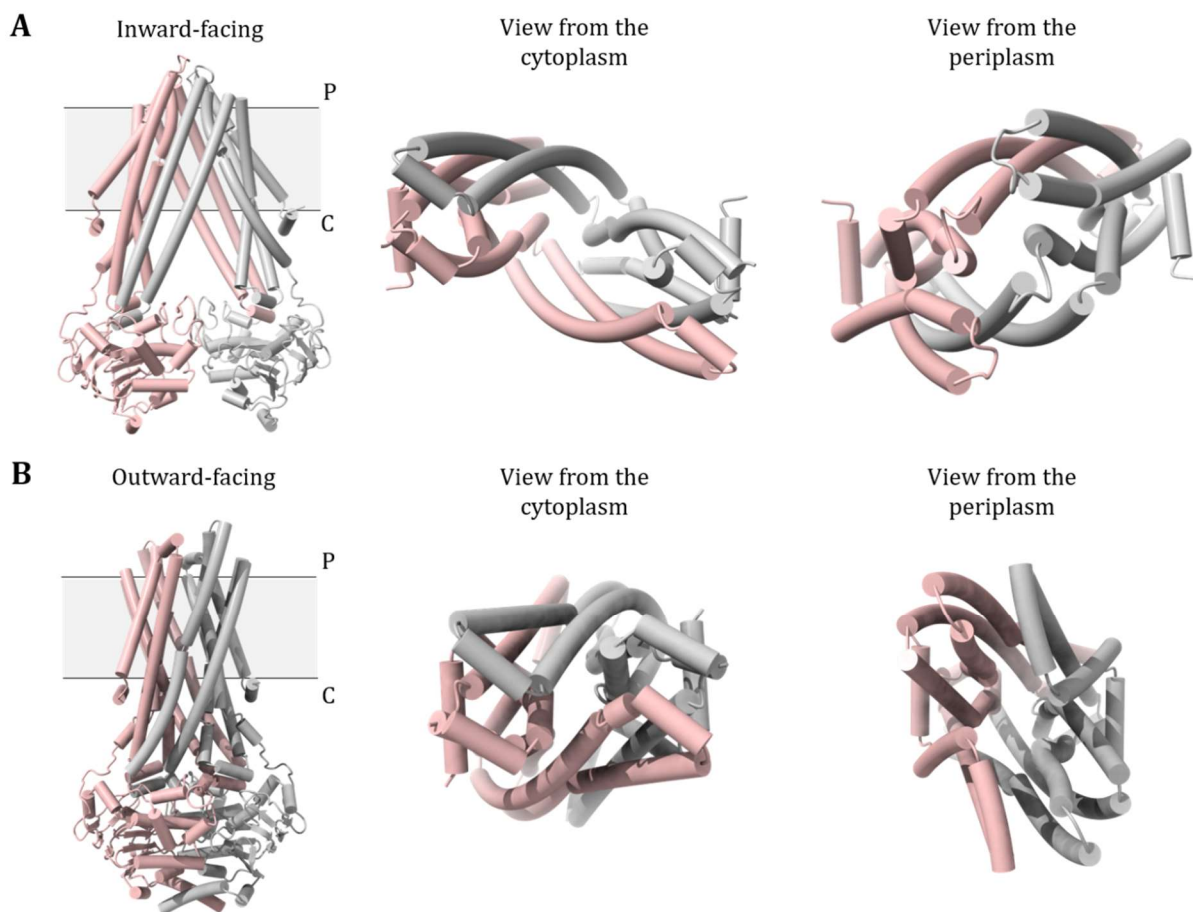 A
Inward-facing
View from the
cytoplasm
View from the
periplasm
P
C
B
Outward-facing
View from the
cytoplasm
View from the
periplasm
P
C